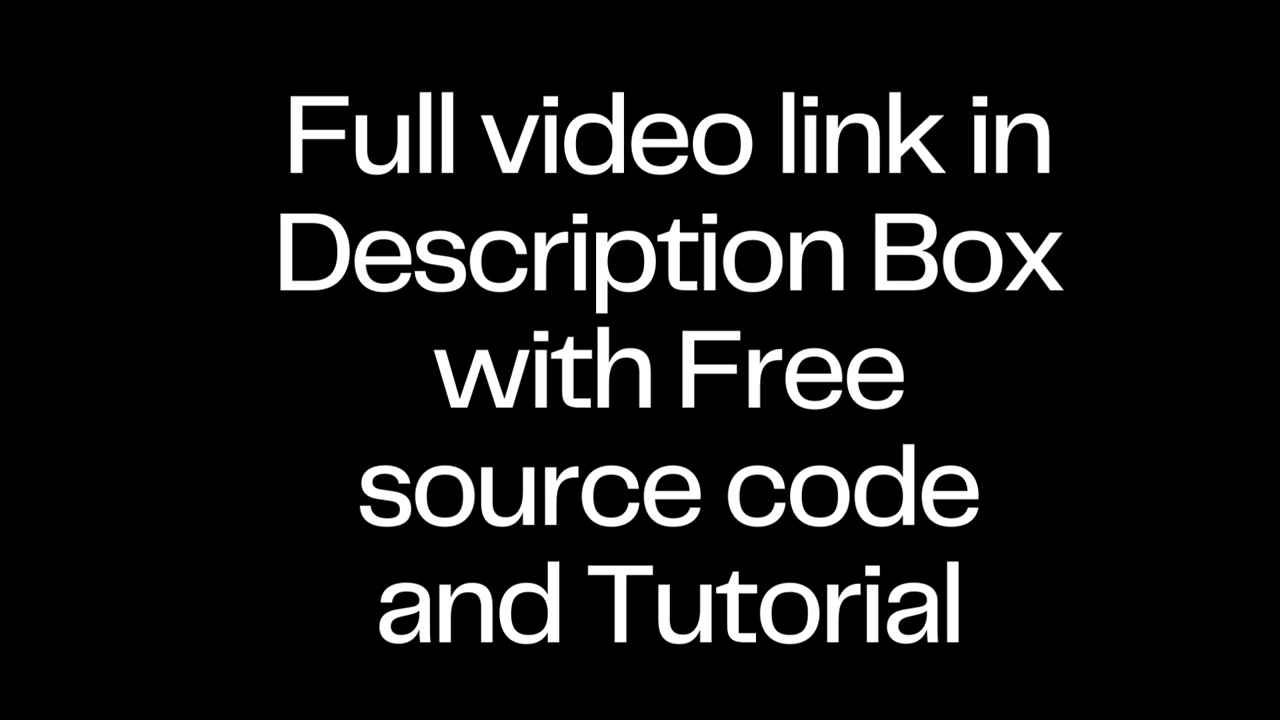 Full video link in
Description Box
with Free
source code
and Tutorial